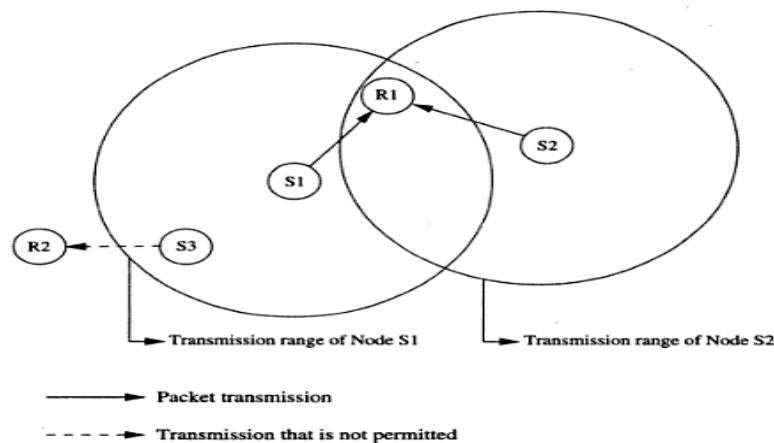 R1
S2
S1
R2
S3
Transmission range of Node S1
Transmission range of Node S2
Packet transmission
Transmission that is not permitted